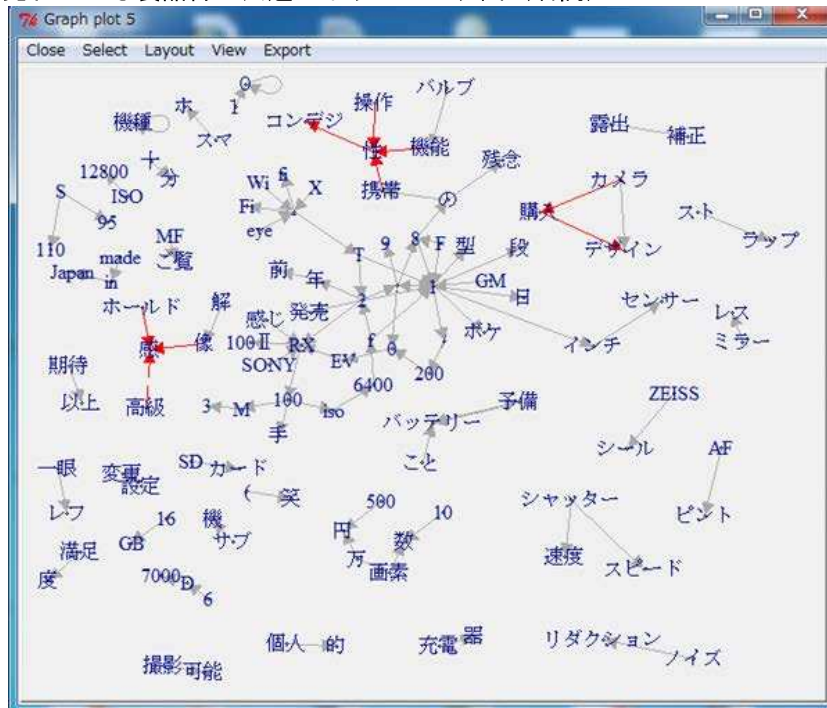 Graph plot 5
Close Select Layout View Export
0
1
ホ
スマ
機種
コンデジ
操作
バルブ
性
機能
携帯
残念
の
露出
補正
カメラ
購入
デザイン
スト
ラップ
十
分
12800
ISO
S
95
110
Wi
fi
X
Fi
eye
-
MF
ご覧
made
Japan
in
T
9
8
F
型
段
前
年
.
1
GM
日
発売
2
ホールド
解
感じ
感
像
100
II
RX
SONY
EV
f
0
,
200
ポケ
インチ
センサー
レス
ミラー
期待
以上
高級
3
M
100
iso
6400
手
バッテリー
予備
こと
ZEISS
シール
AF
ピント
一眼
レフ
変更
設定
SD
カード
(
笑
16
GB
機
サブ
500
円
万
10
数
画素
シャッター
速度
スピード
満足
度
7000
D
6
個人
的
充電
器
リダクション
ノイズ
撮影
可能